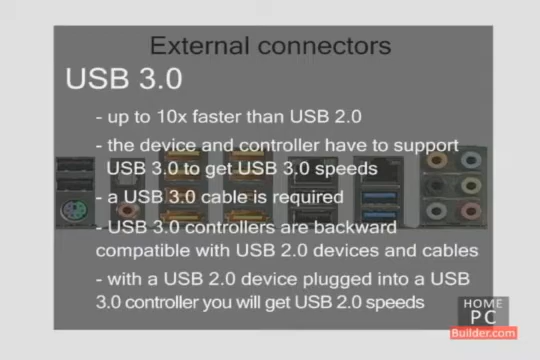 External connectors
USB 3.0
- up to 10x faster than USB 2.0
- the device and controller have to support
USB 3.0 to get USB 3.0 speeds
- a USB 3.0 cable is required
- USB 3.0 controllers are backward
compatible with USB 2.0 devices and cables
- with a USB 2.0 device plugged into a USB
3.0 controller you will get USB 2.0 speeds
HOME
PC
Builder.com